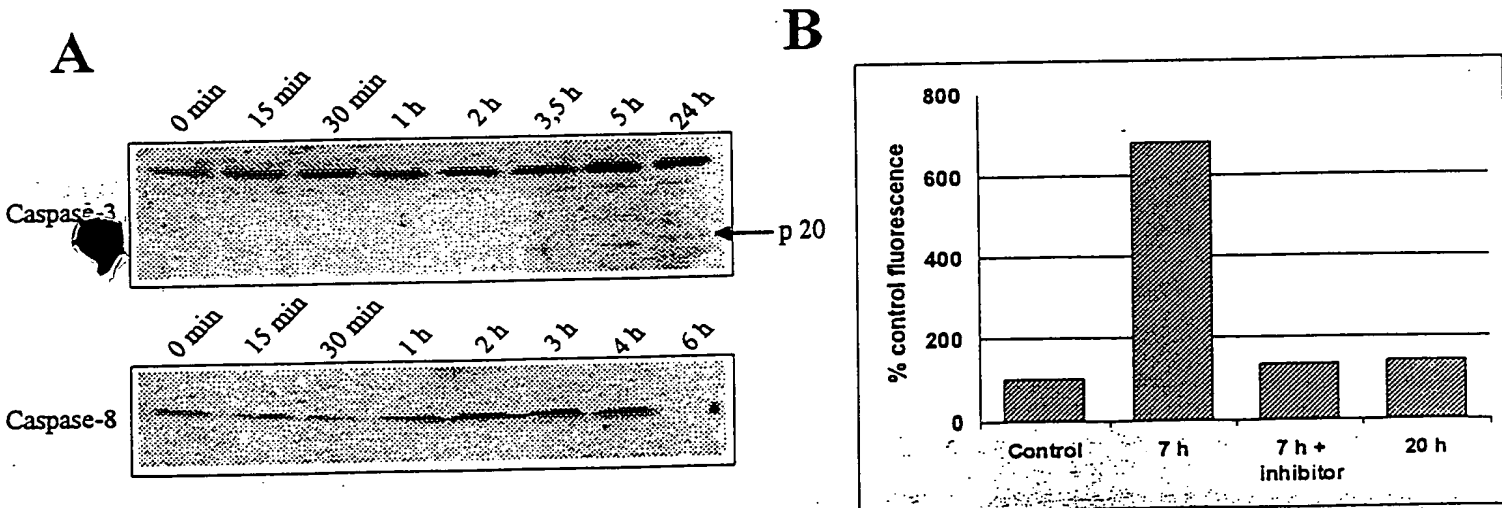 A
0 min 15 min 30 min 1 h 2 h 3,5 h 5 h 24 h
Caspase-3
p 20
0 min 15 min 30 min 1 h 2 h 3 h 4 h 6 h
Caspase-8
B
% control fluorescence
800
600
400
200
0
Control 7 h 7 h + inhibitor 20 h